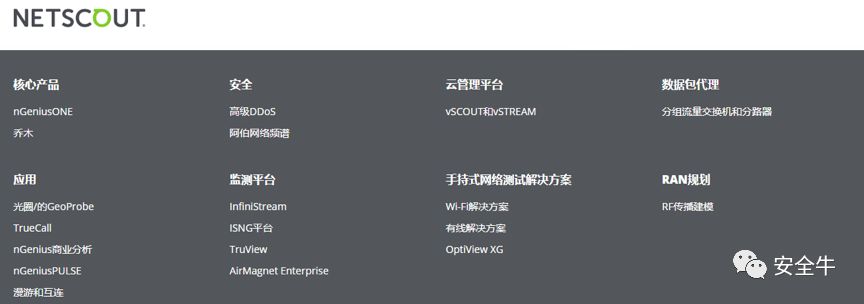 NETSCOUT.
核心产品
nGeniusONE
乔木
安全
高级DDoS
阿伯网络频谱
云管理平台
vSCOUT和vSTREAM
数据包代理
分组流量交换机和分路器
应用
光圈/的GeoProbe
TrueCall
nGenius商业分析
nGeniusPULSE
漫游和互连
监测平台
InfiniStream
ISNG平台
TruView
AirMagnet Enterprise
手持式网络测试解决方案
Wi-Fi解决方案
有线解决方案
OptiView XG
RAN规划
RF传播建模
安全牛